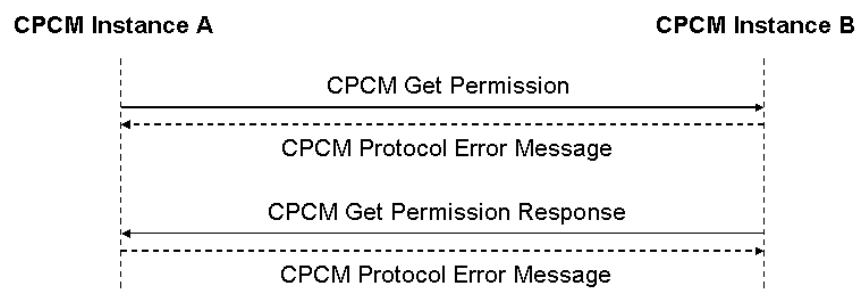 CPCM Instance A
CPCM Instance B
CPCM Get Permission
CPCM Protocol Error Message
CPCM Get Permission Response
CPCM Protocol Error Message